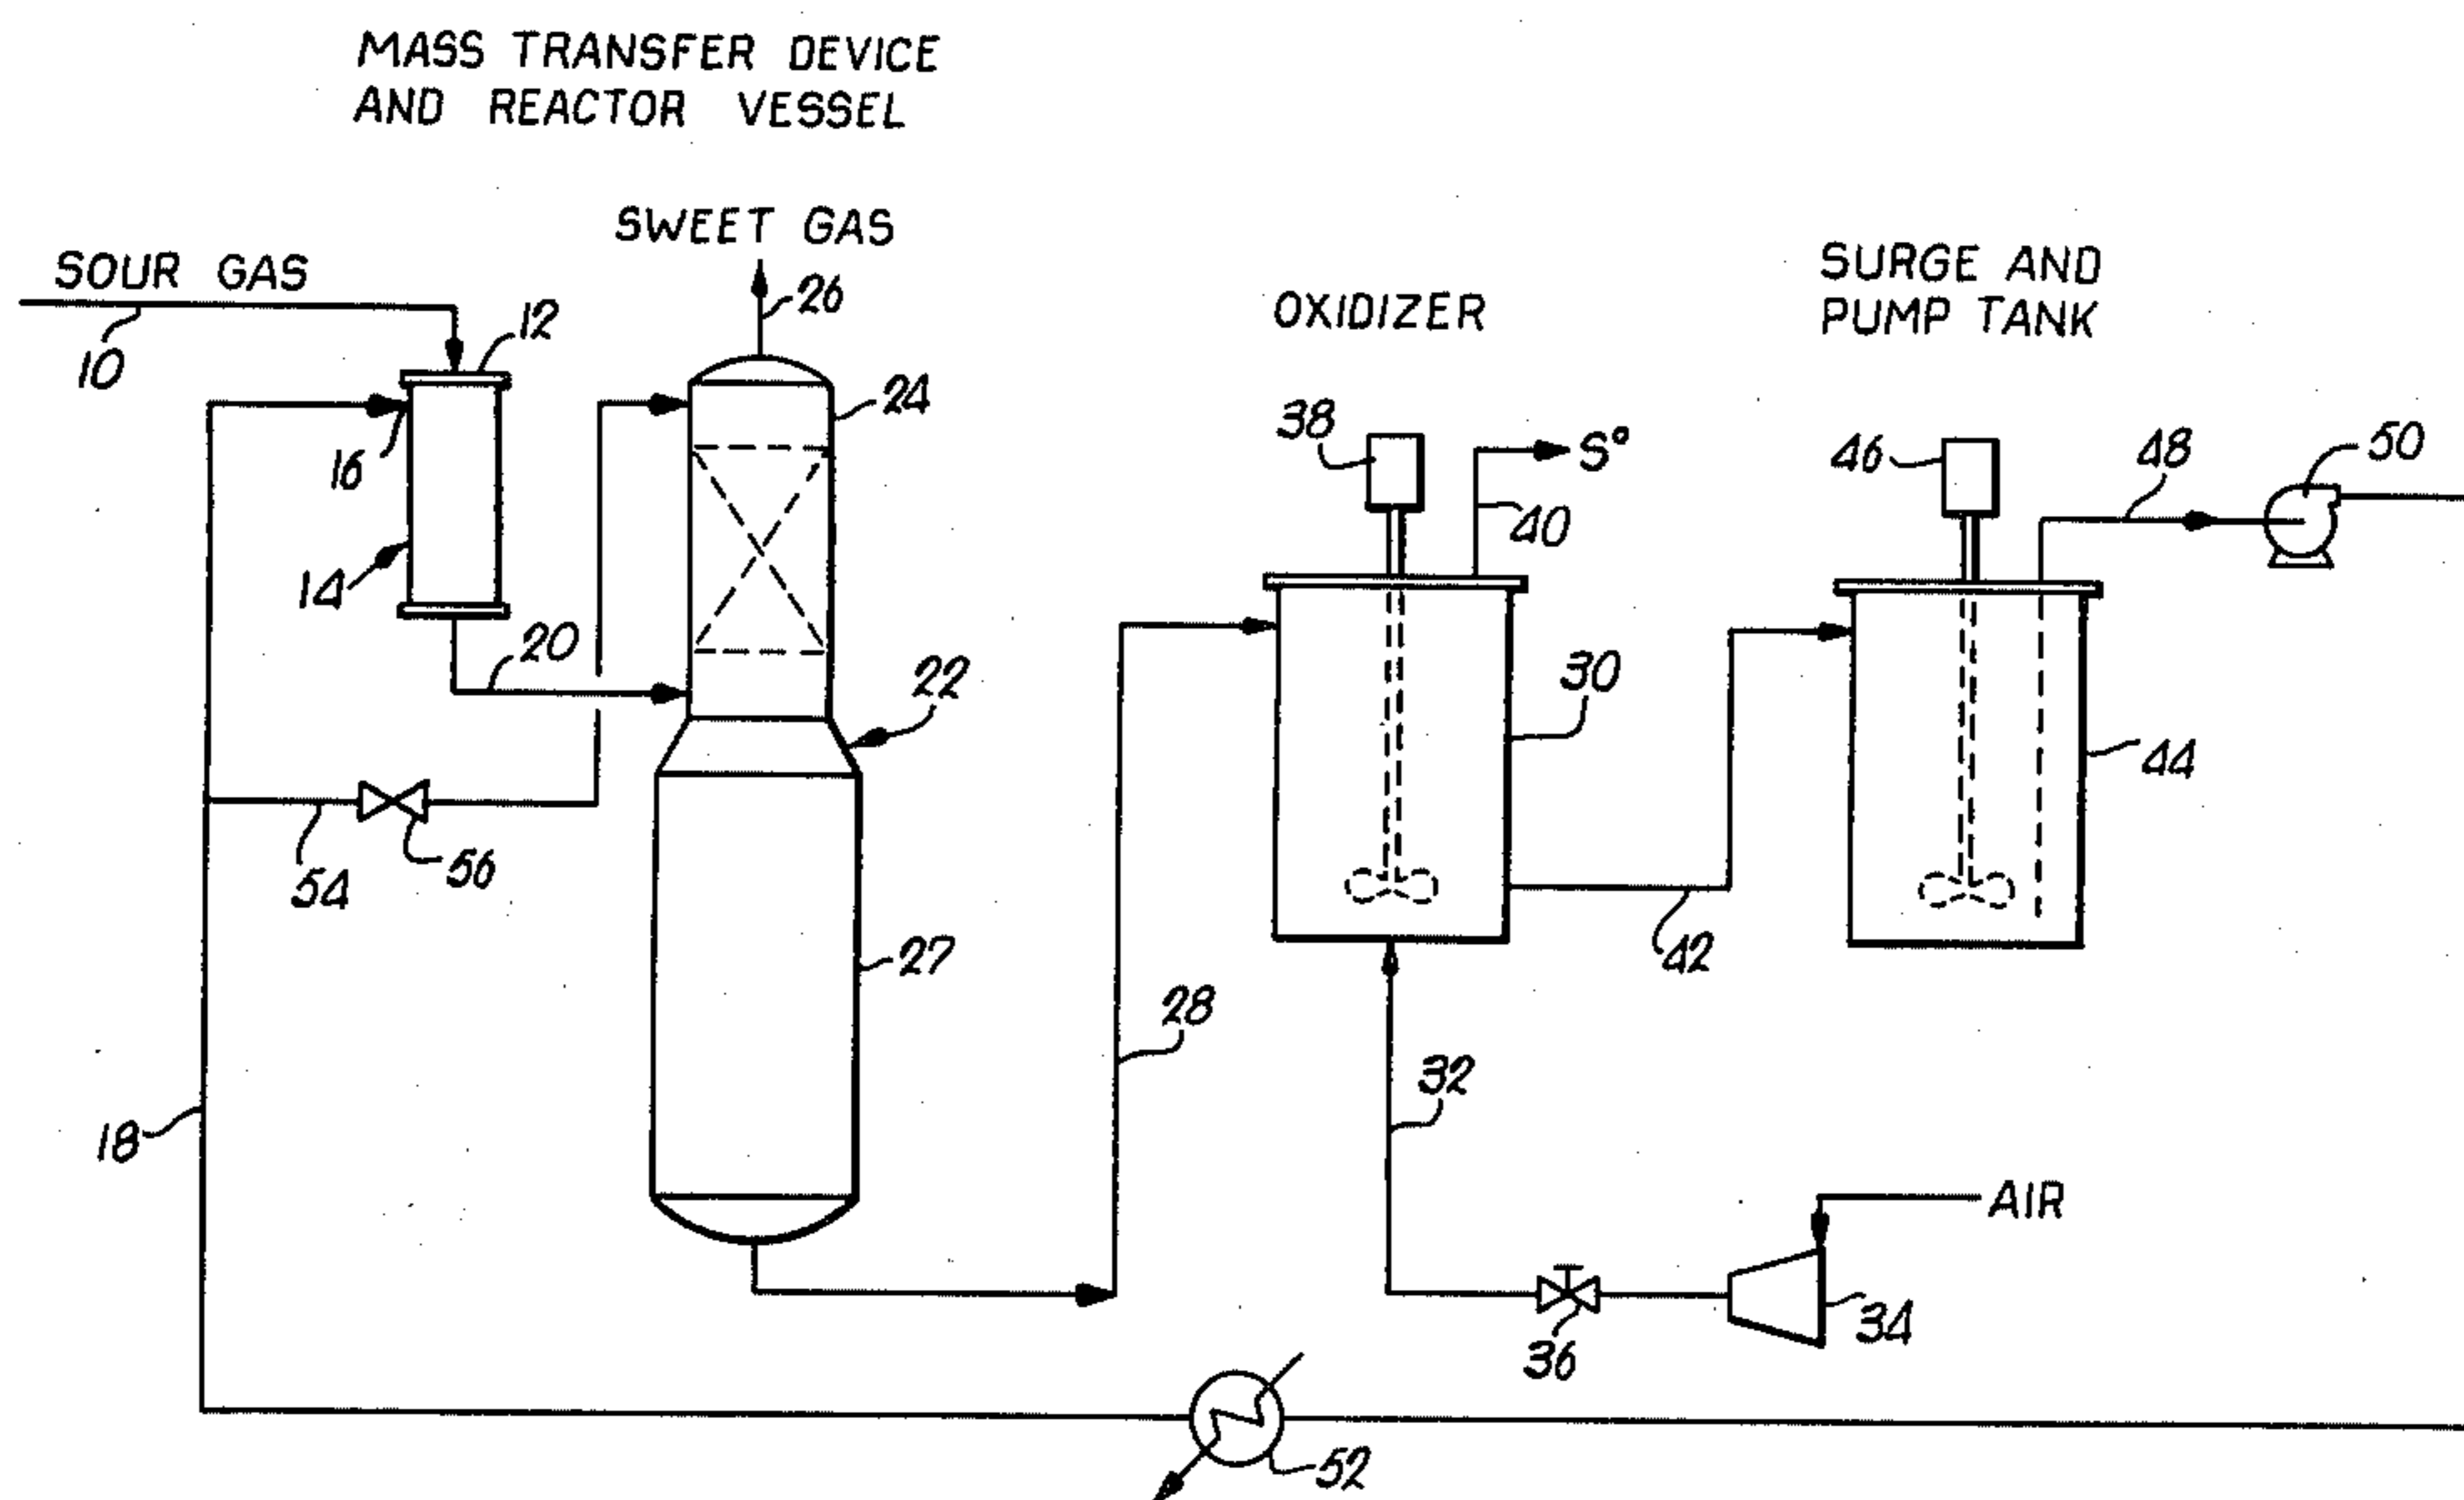 MASS TRANSFER DEVICE
AND REACTOR VESSEL
SWEET GAS
SOUR GAS
26
12
10
SURGE AND
PUMP TANK
OXIDIZER
24
16
38
S°
46
48
50
40
14
20
22
30
44
54
56
27
42
28
32
18
AIR
36
34
52